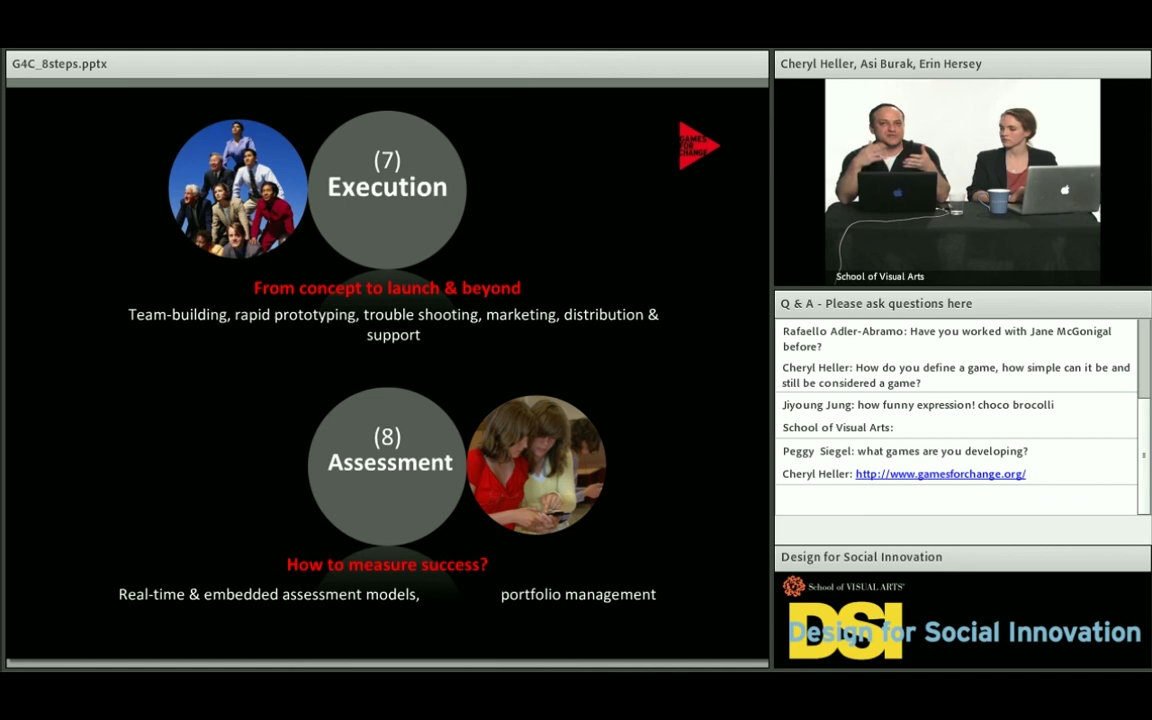 G4C_8steps.pptx
(7)
Execution
GAMES
FOR
CHANGE
From concept to launch & beyond
Team-building, rapid prototyping, trouble shooting, marketing, distribution &
support
(8)
Assessment
How to measure success?
Real-time & embedded assessment models, portfolio management
Cheryl Heller, Asi Burak, Erin Hersey
School of Visual Arts
Q & A - Please ask questions here
Rafaello Adler-Abramo: Have you worked with Jane McGonigal
before?
Cheryl Heller: How do you define a game, how simple can it be and
still be considered a game?
Jiyoung Jung: how funny expression! choco brocolli
School of Visual Arts:
Peggy Siegel: what games are you developing?
Cheryl Heller: http://www.gamesforchange.org/
Design for Social Innovation
School of VISUAL ARTS
DSI
Design for Social Innovation